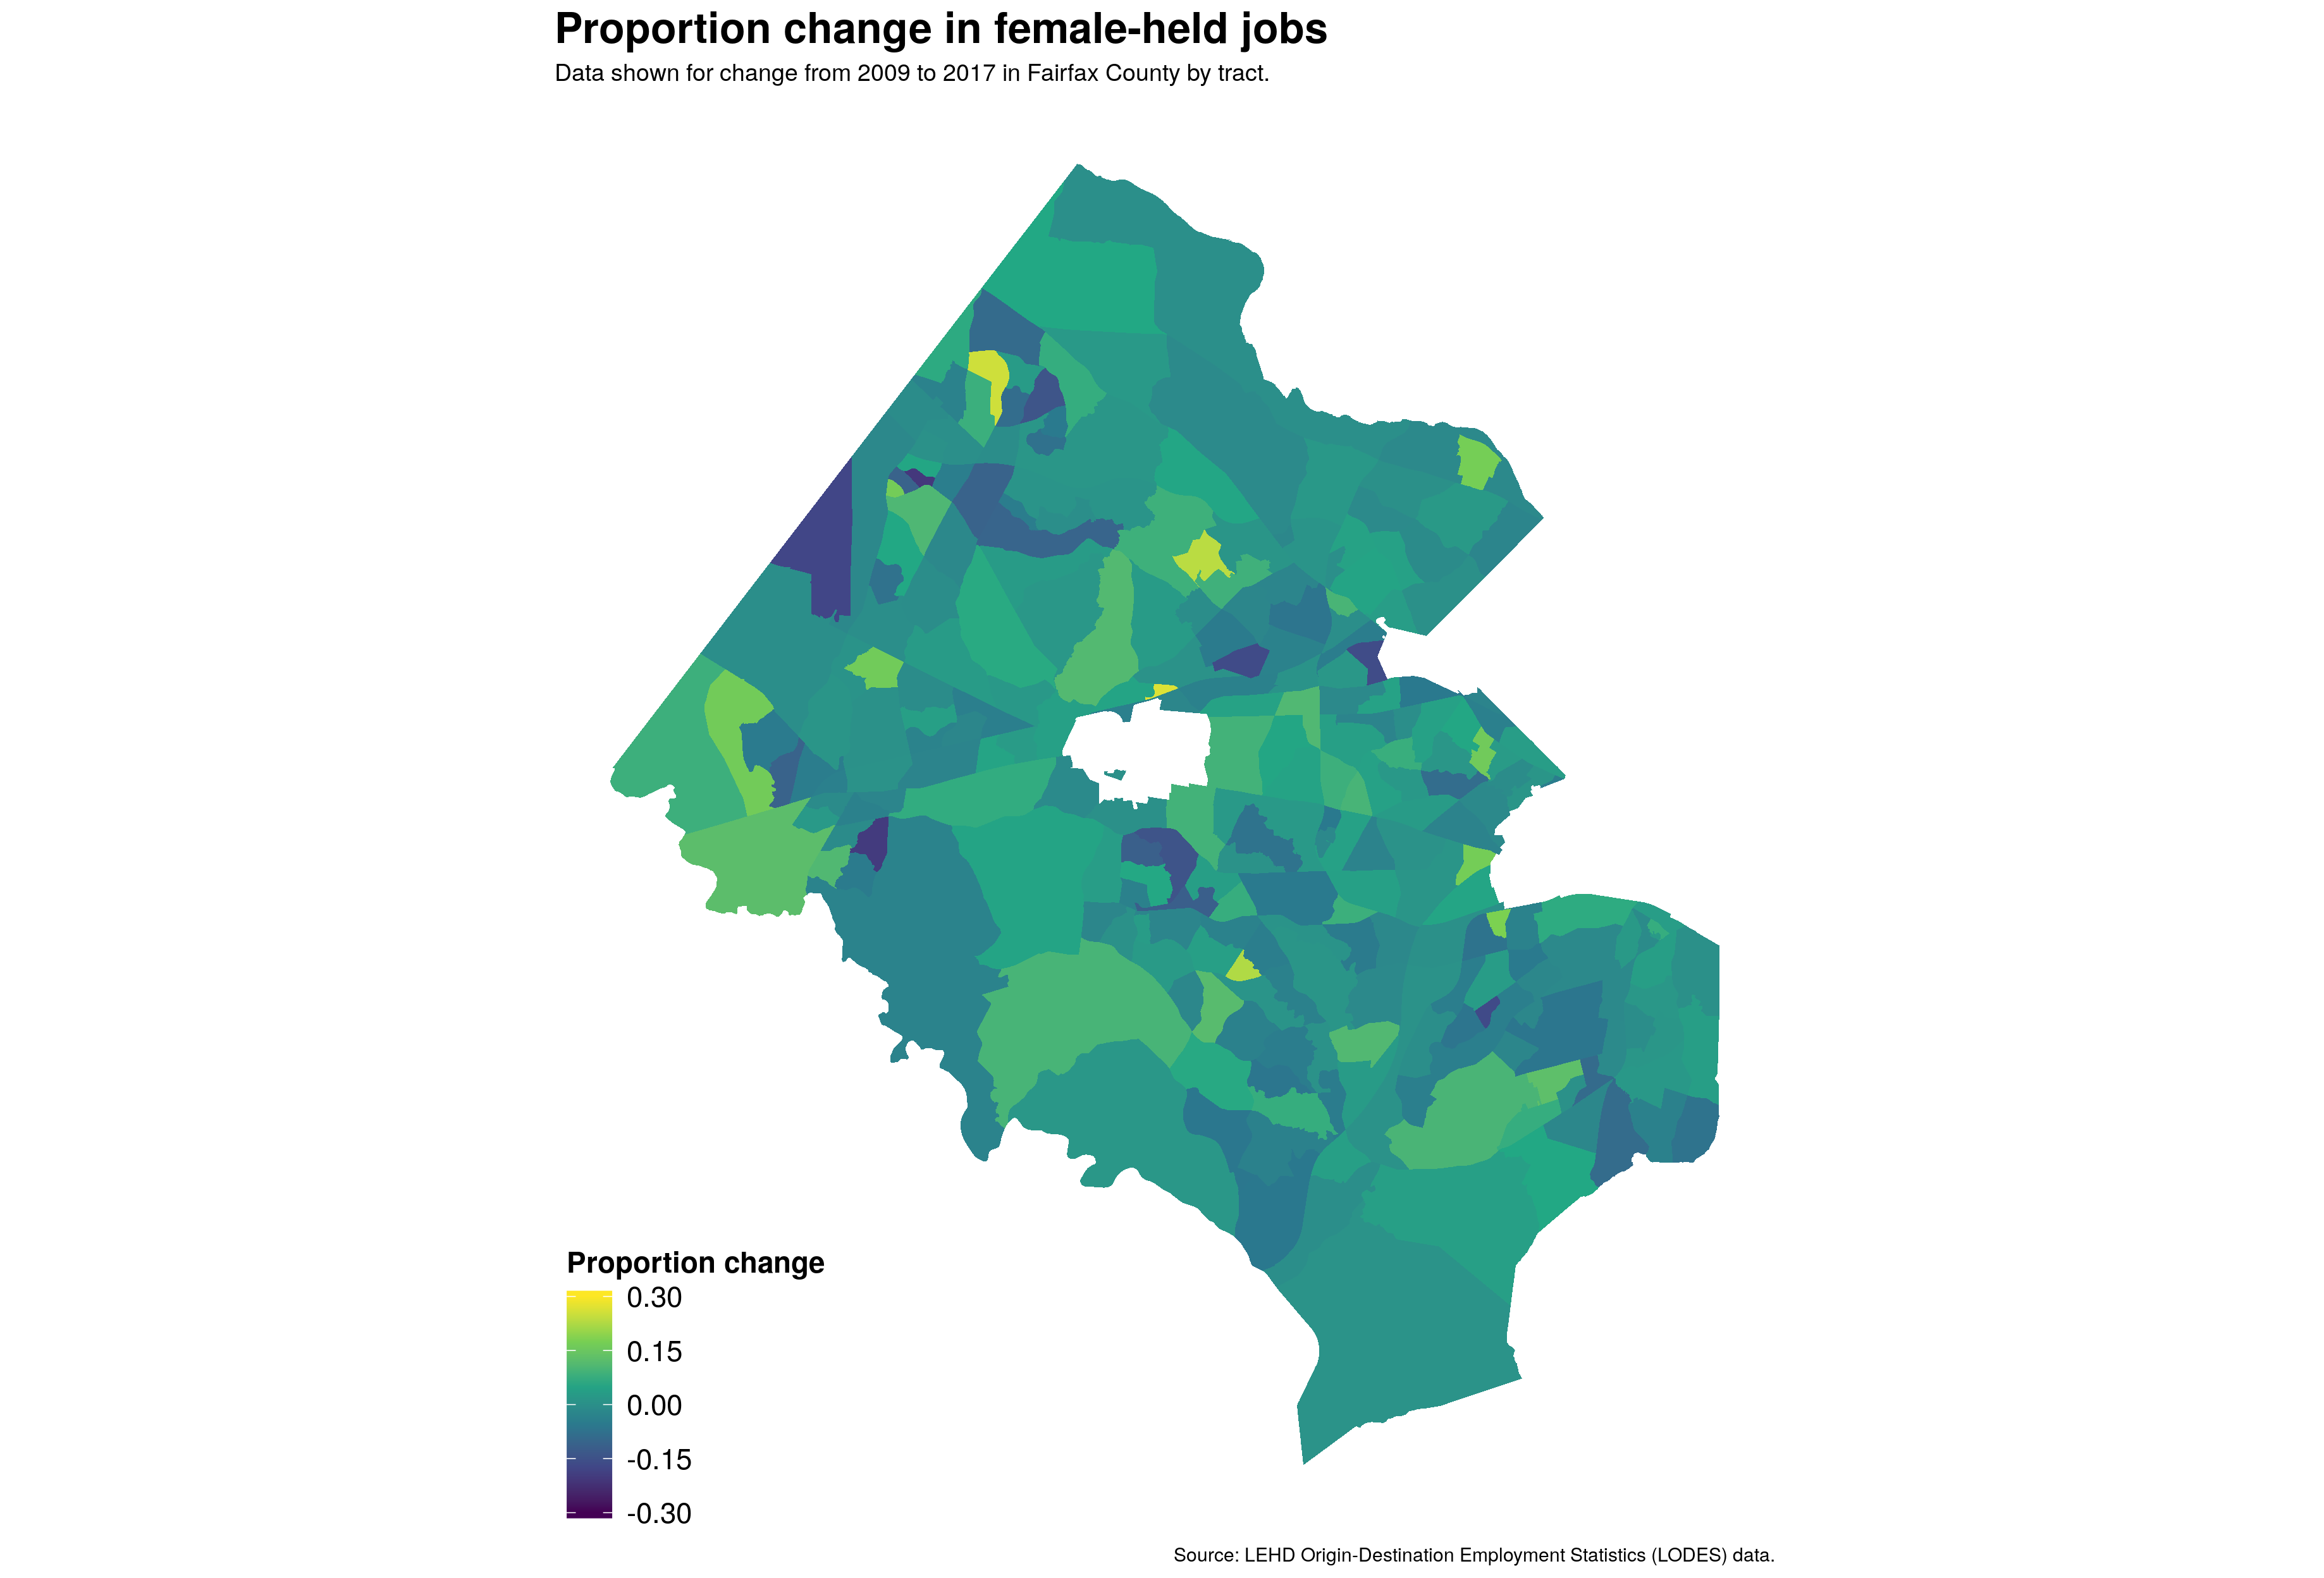 Proportion change in female-held jobs
Data shown for change from 2009 to 2017 in Fairfax County by tract.
Proportion change
0.30
0.15
0.00
-0.15
-0.30
Source: LEHD Origin-Destination Employment Statistics (LODES) data.